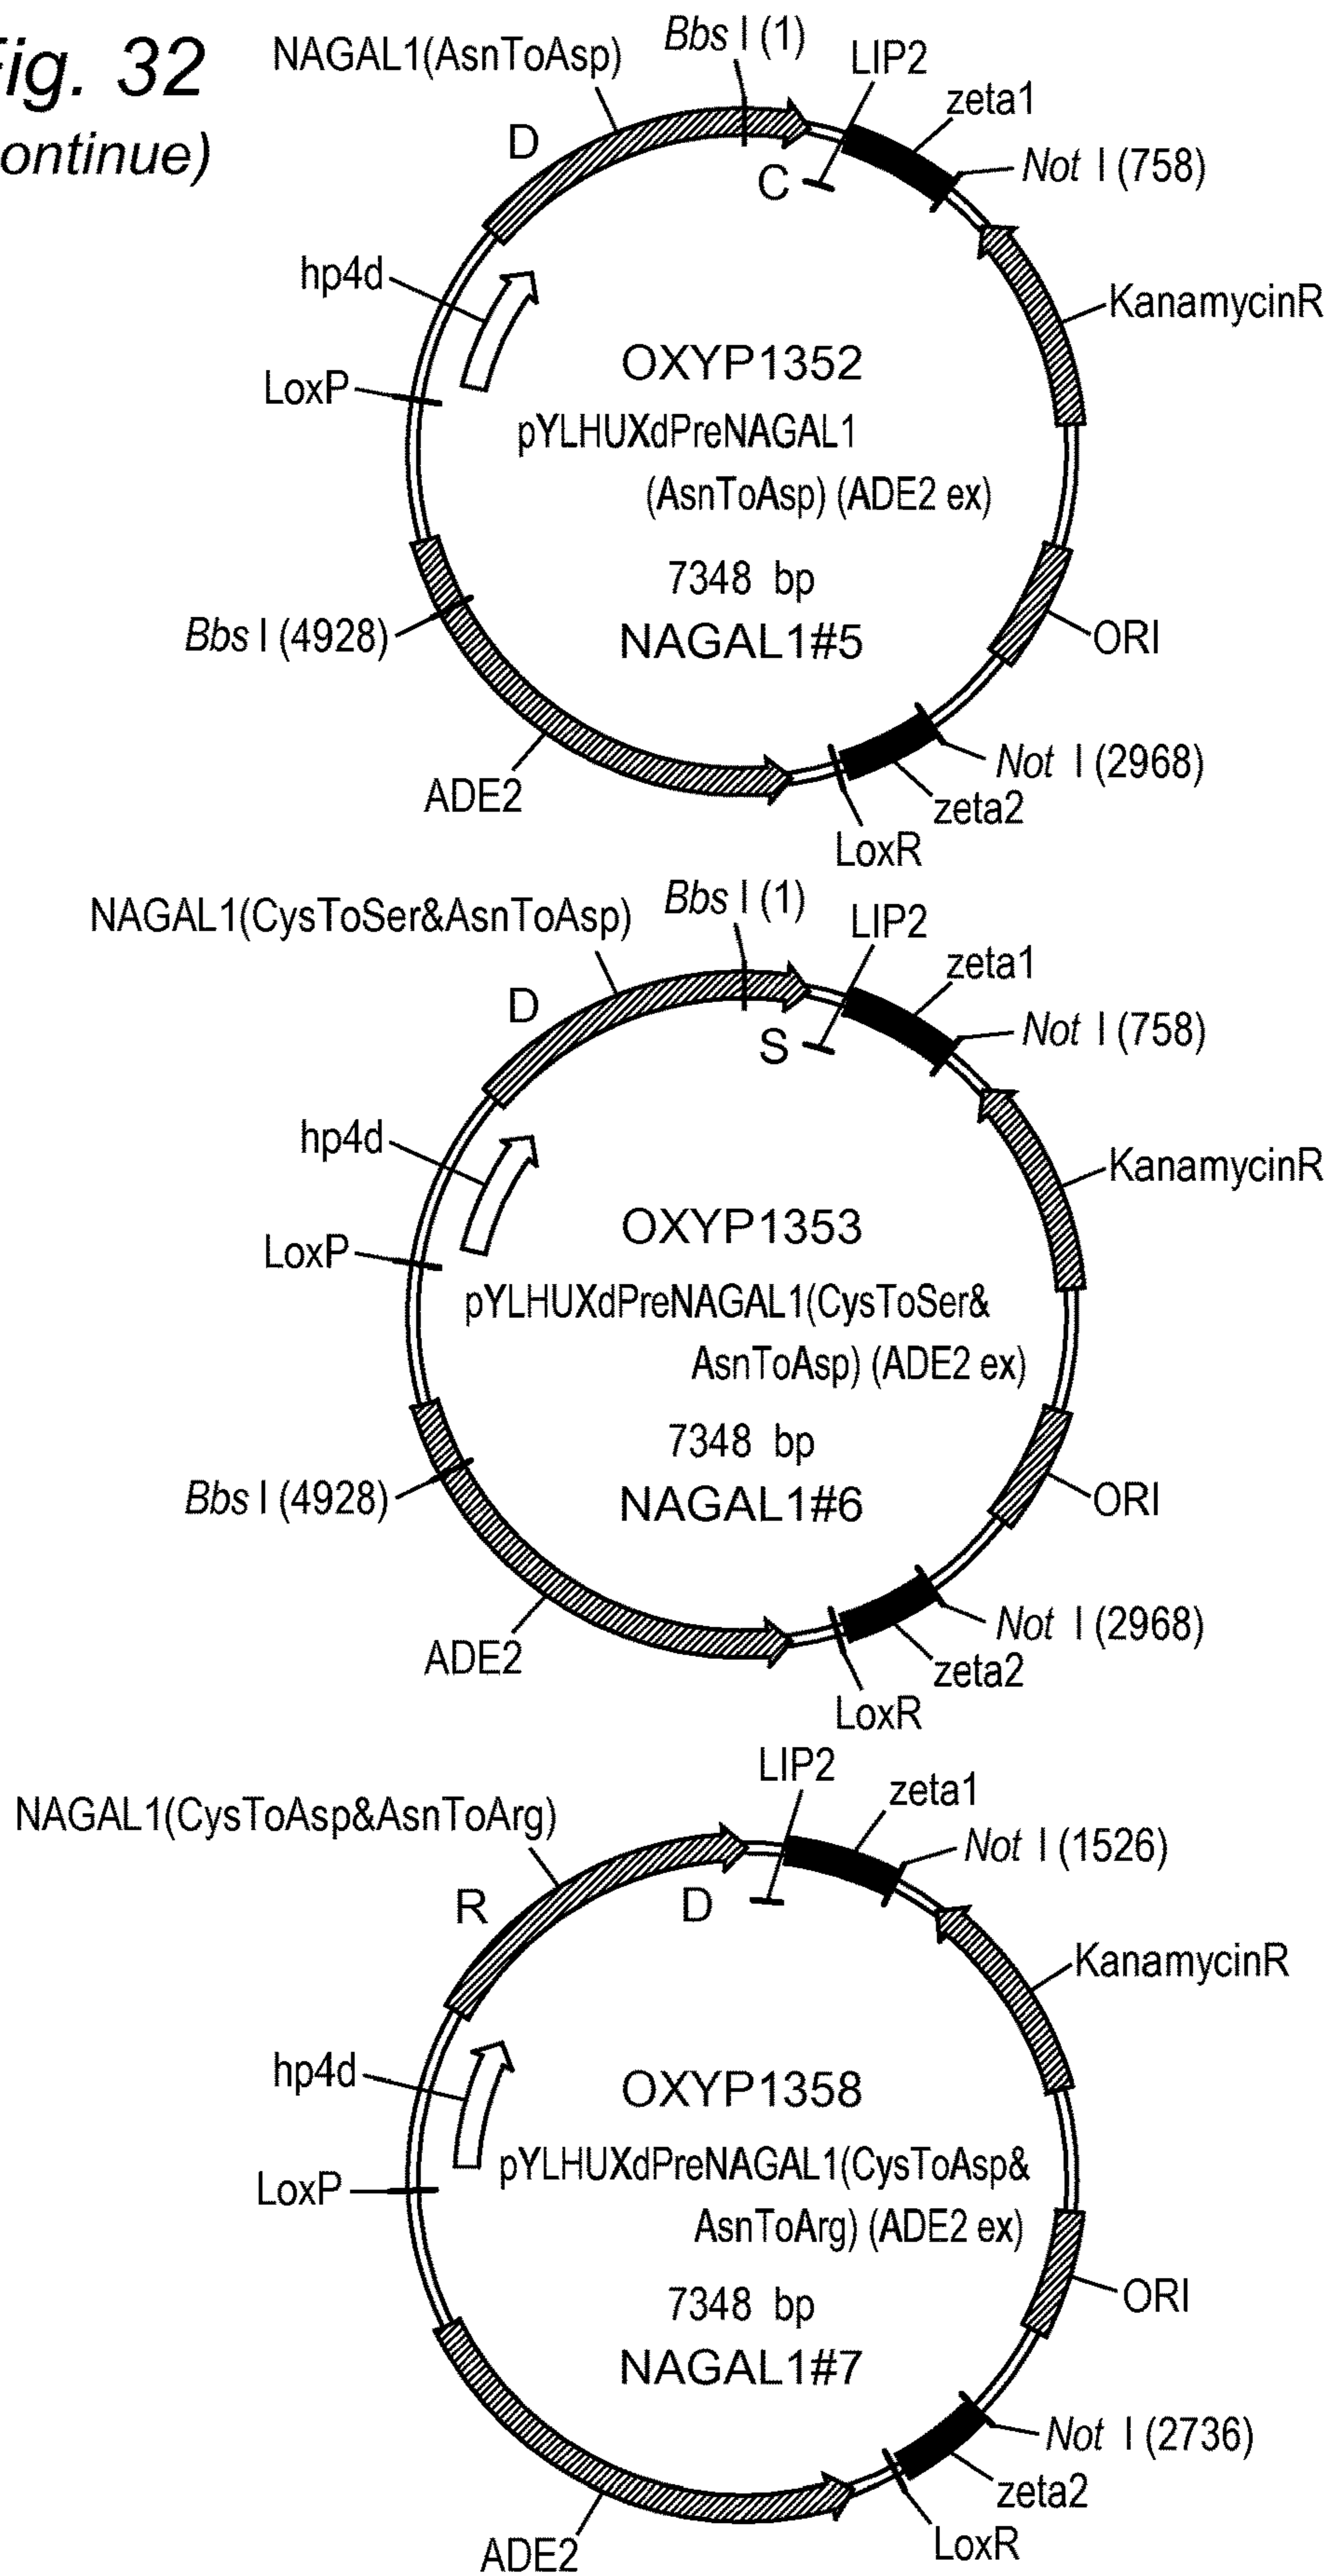 Fig. 32
ontinue)
NAGAL1(AsnToAsp)
Bbs I (1)
LIP2
zeta1
D
C
Not I (758)
hp4d
KanamycinR
LoxP
OXYP1352
pYLHUXdPreNAGAL1
(AsnToAsp) (ADE2 ex)
7348 bp
NAGAL1#5
Bbs I (4928)
ORI
ADE2
Not I (2968)
zeta2
LoxR
NAGAL1(CysToSer&AsnToAsp)
Bbs I (1)
LIP2
zeta1
D
S
Not I (758)
hp4d
KanamycinR
LoxP
OXYP1353
pYLHUXdPreNAGAL1(CysToSer&
AsnToAsp) (ADE2 ex)
7348 bp
NAGAL1#6
Bbs I (4928)
ORI
ADE2
Not I (2968)
zeta2
LoxR
LIP2
zeta1
NAGAL1(CysToAsp&AsnToArg)
Not I (1526)
R
D
KanamycinR
hp4d
OXYP1358
LoxP
pYLHUXdPreNAGAL1(CysToAsp&
AsnToArg) (ADE2 ex)
7348 bp
NAGAL1#7
ORI
Not I (2736)
zeta2
LoxR
ADE2